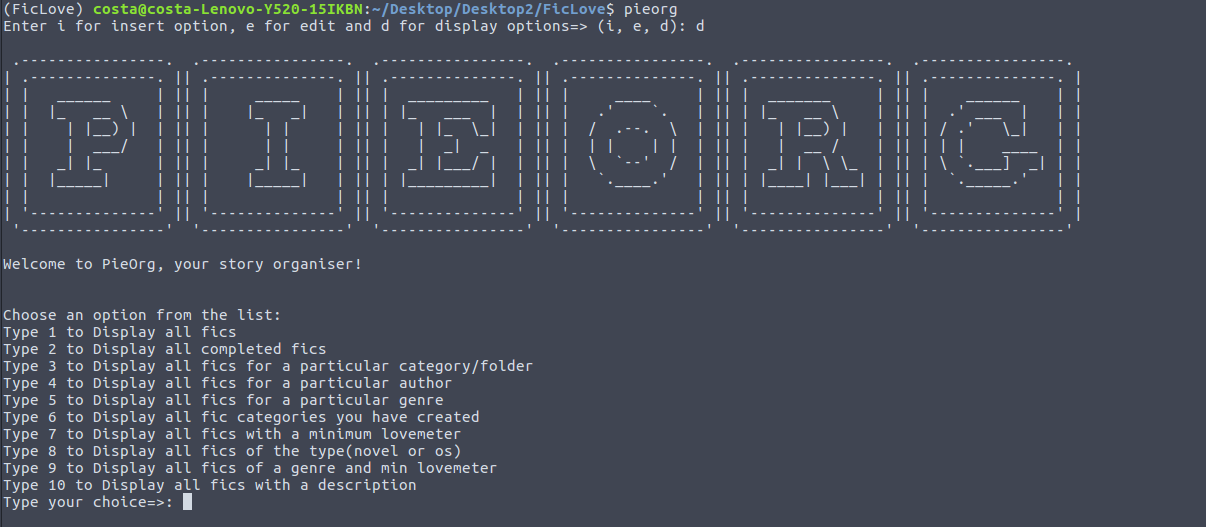 (FicLove) costa@costa-Lenovo-Y520-15IKBN:~/Desktop/Desktop2/FicLove$ pieorg
Enter i for insert option, e for edit and d for display options=> (i, e, d): d
PIEORG
Welcome to PieOrg, your story organiser!
Choose an option from the list:
Type 1 to Display all fics
Type 2 to Display all completed fics
Type 3 to Display all fics for a particular category/folder
Type 4 to Display all fics for a particular author
Type 5 to Display all fics for a particular genre
Type 6 to Display all fic categories you have created
Type 7 to Display all fics with a minimum lovemeter
Type 8 to Display all fics of the type(novel or os)
Type 9 to Display all fics of a genre and min lovemeter
Type 10 to Display all fics with a description
Type your choice=>: